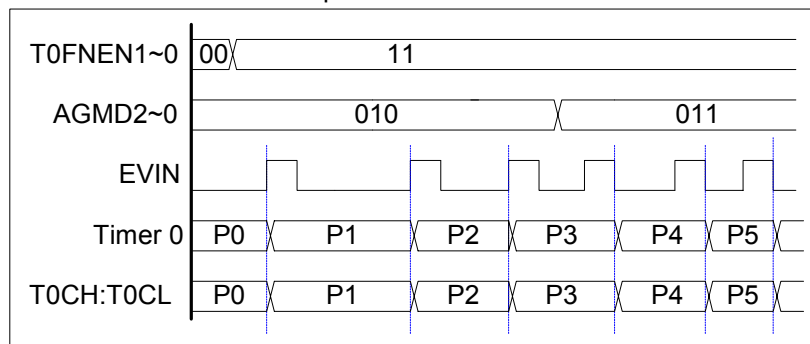 T0FNEN1~0 00 11
AGMD2~0 010 011
EVIN
Timer 0 P0 P1 P2 P3 P4 P5
T0CH:T0CL P0 P1 P2 P3 P4 P5